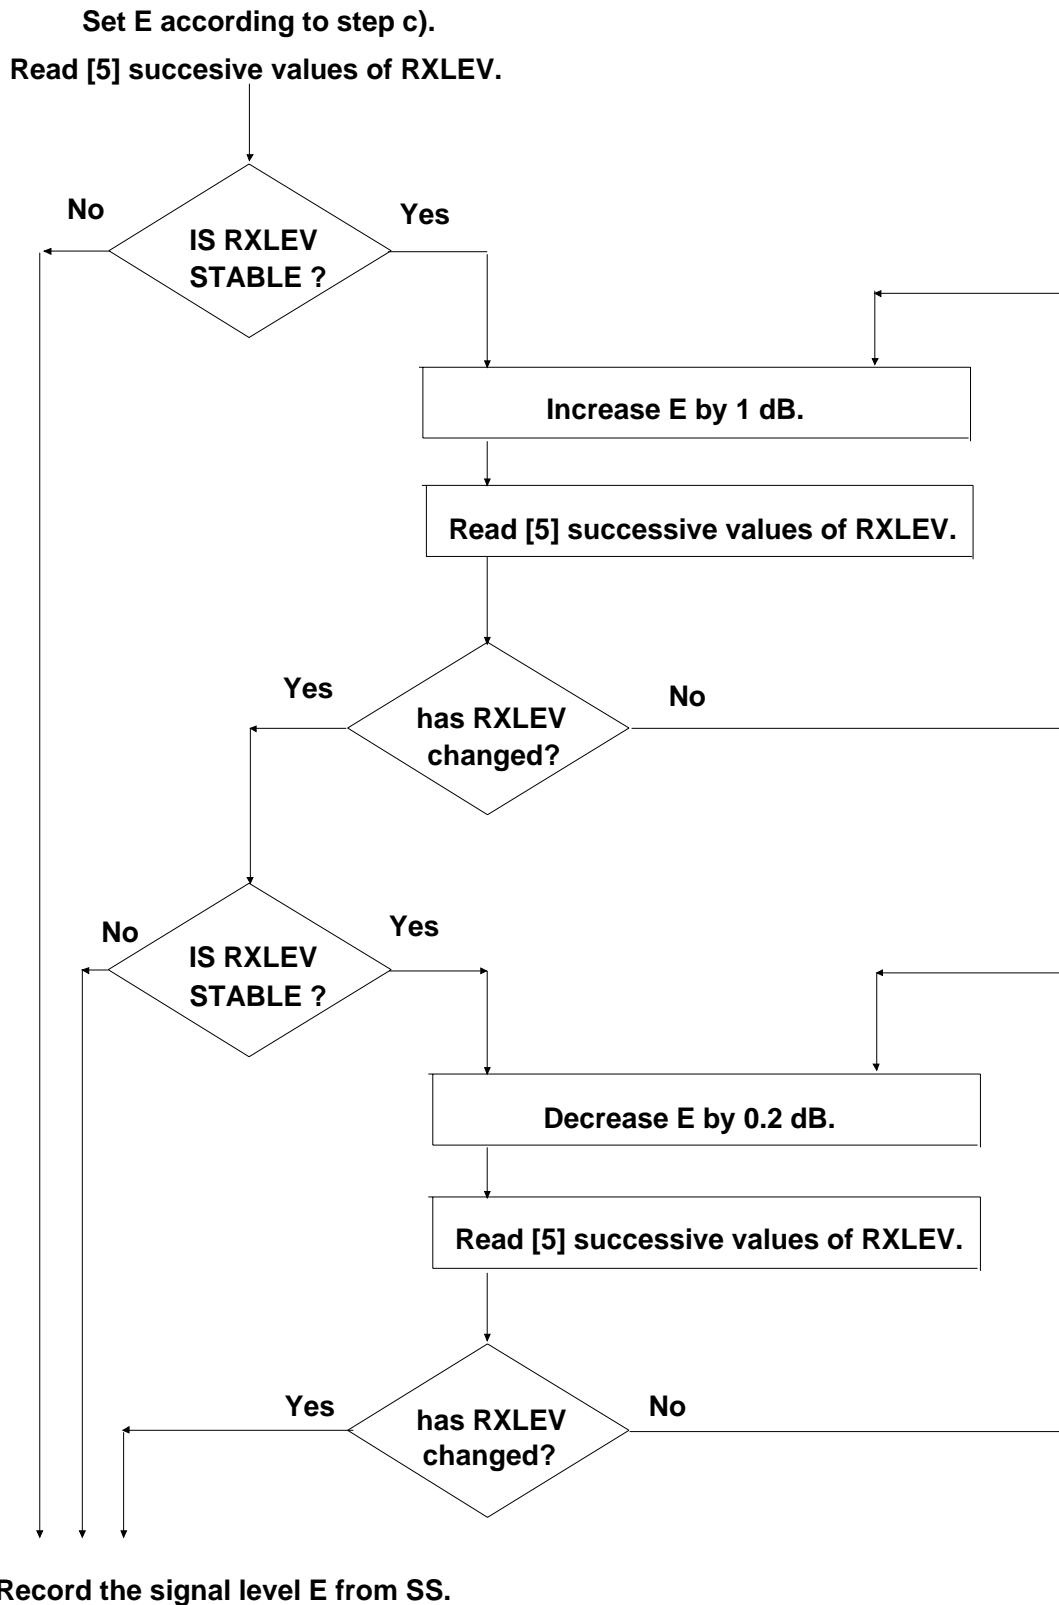 Set E according to step c).
Read [5] succesive values of RXLEV.
No
Yes
IS RXLEV
STABLE ?
Increase E by 1 dB.
Read [5] successive values of RXLEV.
Yes
No
has RXLEV
changed?
No
Yes
IS RXLEV
STABLE ?
Decrease E by 0.2 dB.
Read [5] successive values of RXLEV.
Yes
No
has RXLEV
changed?
Record the signal level E from SS.